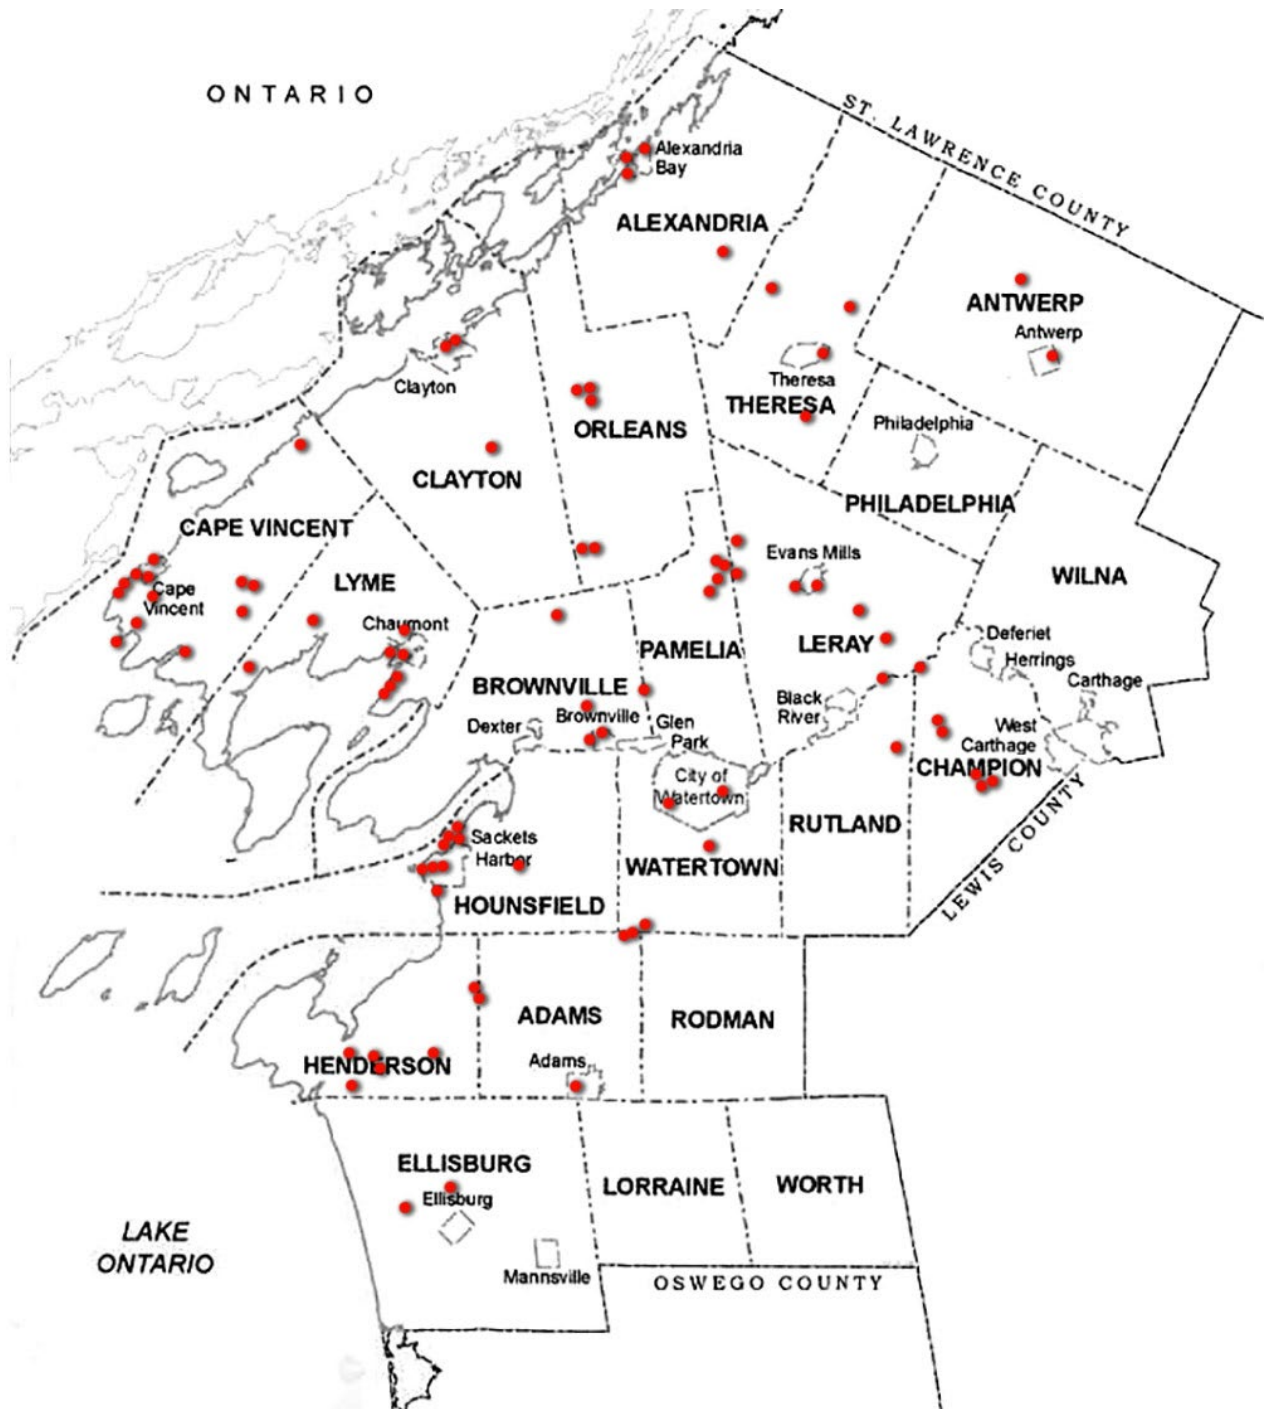 ONTARIO
ST. LAWRENCE COUNTY
Alexandria
Bay
ALEXANDRIA
ANTWERP
Antwerp
Clayton
Theresa
THERESA
ORLEANS
Philadelphia
CLAYTON
PHILADELPHIA
CAPE VINCENT
Evans Mills
LYME
WILNA
Cape
Vincent
Chaumont
Deferiet
LERAY
PAMELIA
Herrings
Carthage
BROWNVILLE
Black
River
Brownville
Dexter
Glen
Park
West
Carthage
CHAMPION
City of
Watertown
RUTLAND
LEWIS COUNTY
Sackets
Harbor
WATERTOWN
HOUNSFIELD
ADAMS
RODMAN
HENDERSON
Adams
ELLISBURG
Ellisburg
LORRAINE
WORTH
LAKE
ONTARIO
Mannsville
OSWEGO COUNTY